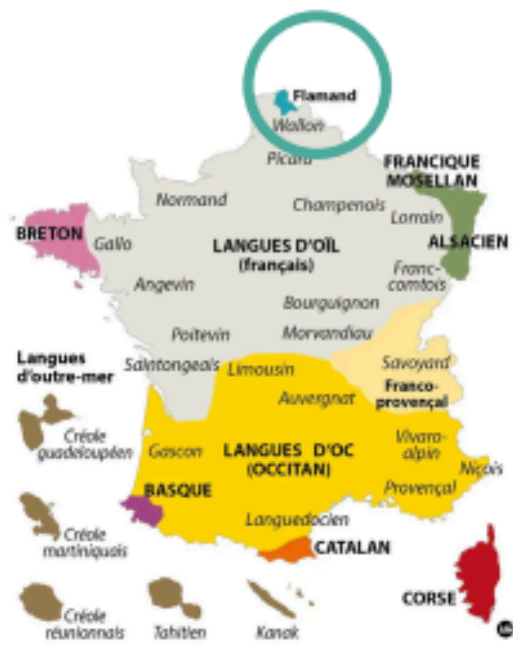 Flamand
Wallon
Picard
FRANCIQUE
MOSELLAN
Normand
Champenois
Lorrain
BRETON
Gallo
LANGUES D'OÏL
(français)
ALSACIEN
Franc-
comtois
Angevin
Bourguignon
Poitevin
Morvandiau
Langues
d'outre-mer
Saintongeais
Limousin
Savoyard
Franco-
provençal
Auvergnat
Créole
guadeloupéen
Gascon
LANGUES D'OC
(OCCITAN)
Vivaro-
alpin
Niçois
BASQUE
Provençal
Languedocien
Créole
martiniquais
CATALAN
CORSE
Créole
réunionnais
Tahitien
Kanak